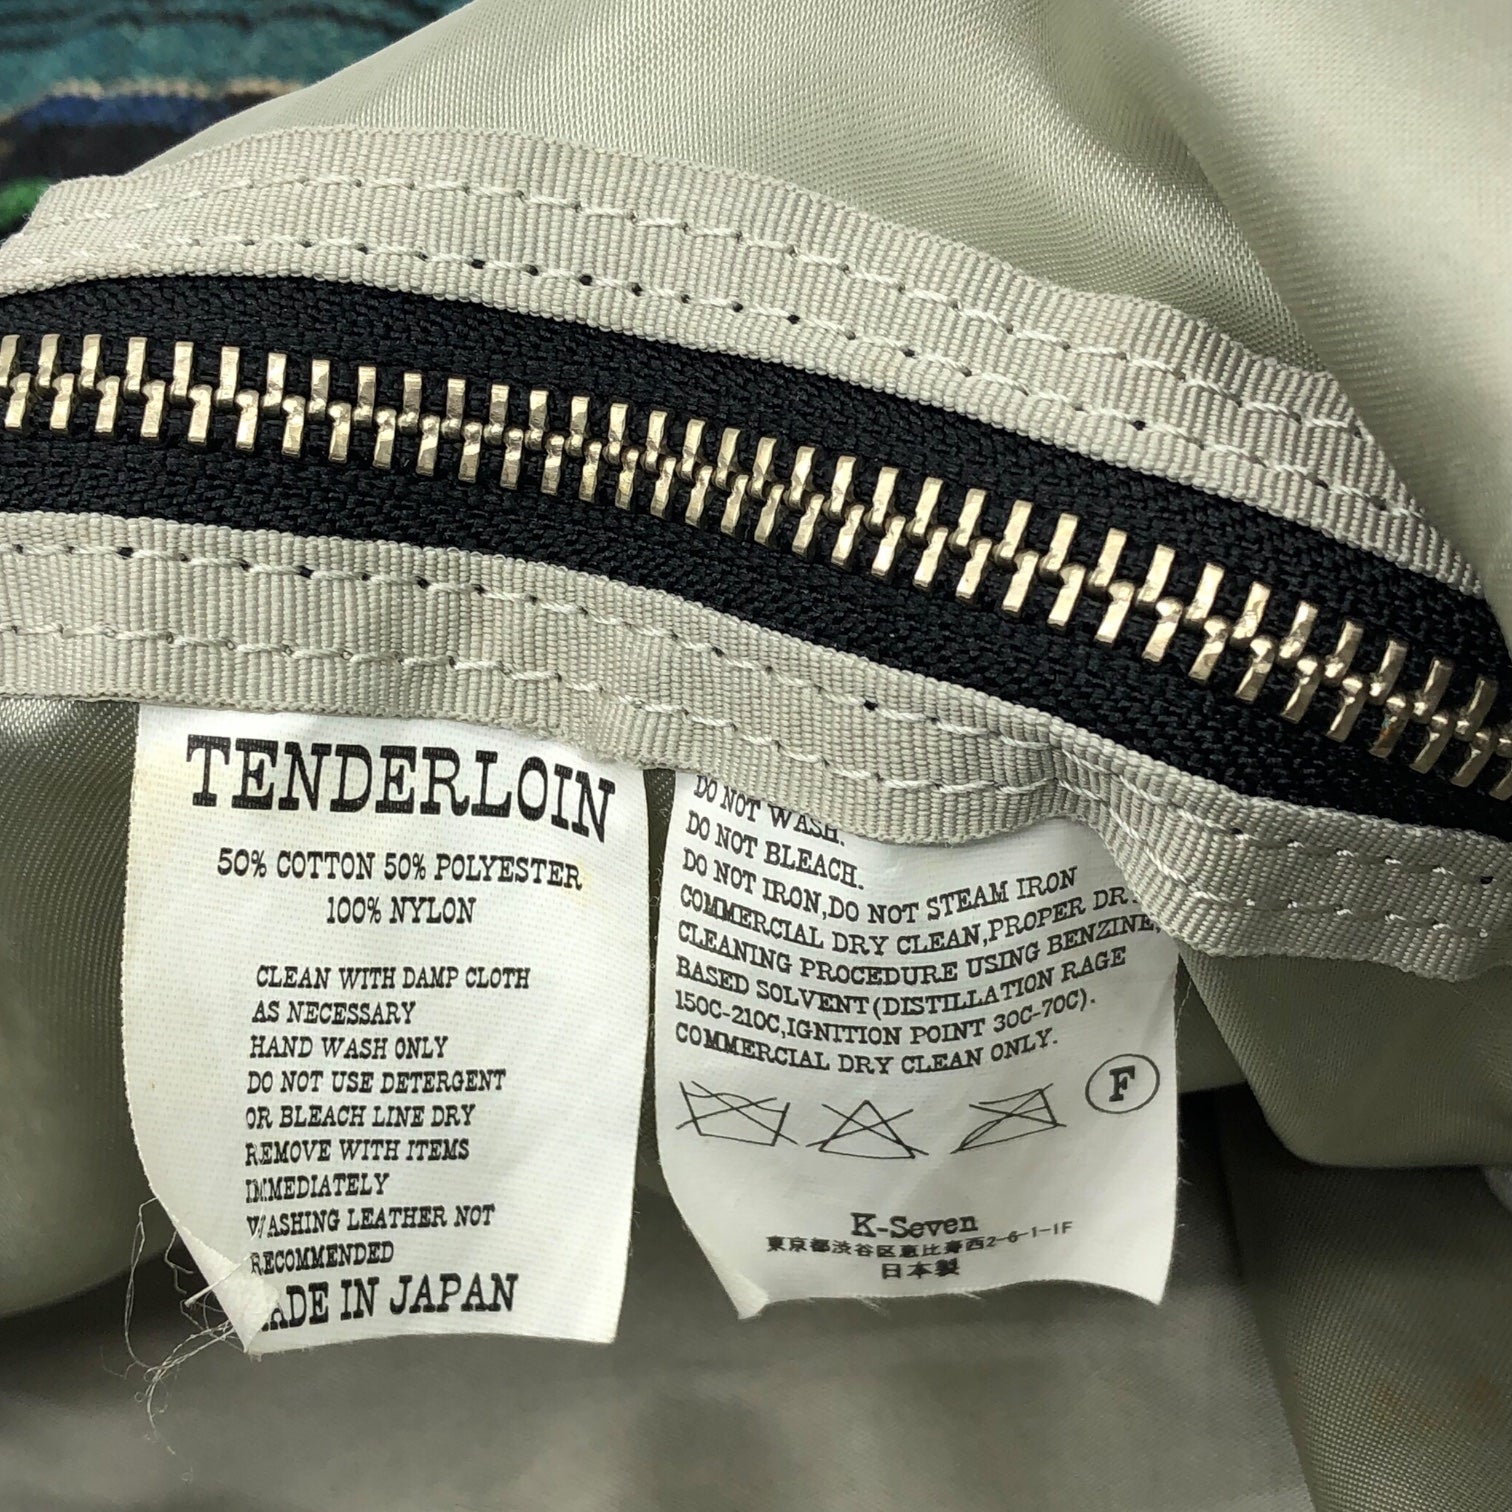 TENDERLOIN
50% COTTON 50% POLYESTER
100% NYLON
CLEAN WITH DAMP CLOTH
AS NECESSARY
HAND WASH ONLY
DO NOT USE DETERGENT
OR BLEACH LINE DRY
REMOVE WITH ITEMS
IMMEDIATELY
WASHING LEATHER NOT
RECOMMENDED
MADE IN JAPAN
DO NOT WASH.
DO NOT BLEACH.
DO NOT IRON,DO NOT STEAM IRON
COMMERCIAL DRY CLEAN,PROPER DRY
CLEANING PROCEDURE USING BENZINE,
BASED SOLVENT(DISTILLATION RAGE
150C-210C,IGNITION POINT 30C-70C).
COMMERCIAL DRY CLEAN ONLY.
F
K-Seven
東京都渋谷区恵比寿西2-6-1-1F
日本製